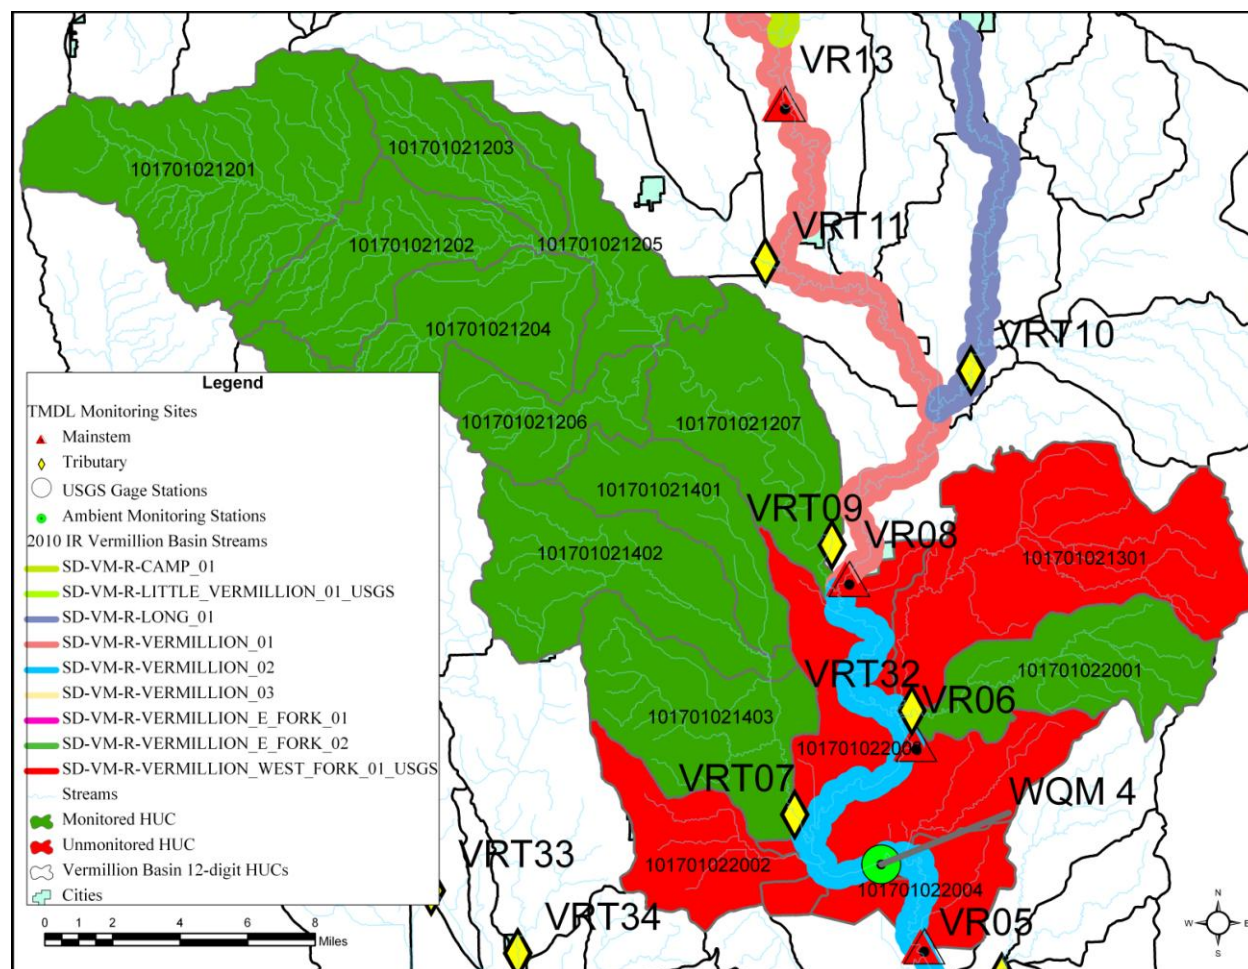 VR13
101701021203
101701021201
VRT11
101701021202
101701021205
101701021204
VRT10
Legend
TMDL Monitoring Sites
Mainstem
Tributary
USGS Gage Stations
Ambient Monitoring Stations
2010 IR Vermillion Basin Streams
SD-VM-R-CAMP_01
SD-VM-R-LITTLE_VERMILLION_01_USGS
SD-VM-R-LONG_01
SD-VM-R-VERMILLION_01
SD-VM-R-VERMILLION_02
SD-VM-R-VERMILLION_03
SD-VM-R-VERMILLION_E_FORK_01
SD-VM-R-VERMILLION_E_FORK_02
SD-VM-R-VERMILLION_WEST_FORK_01_USGS
Streams
Monitored HUC
Unmonitored HUC
Vermillion Basin 12-digit HUCs
Cities
0 1 2 4 6 8
Miles
101701021206
101701021207
101701021401
VRT09
VR08
101701021402
101701021301
VRT32
101701022001
101701021403
VR06
VRT07
WQM 4
101701022002
101701022004
VRT33
VRT34
VR05
N
W E
S